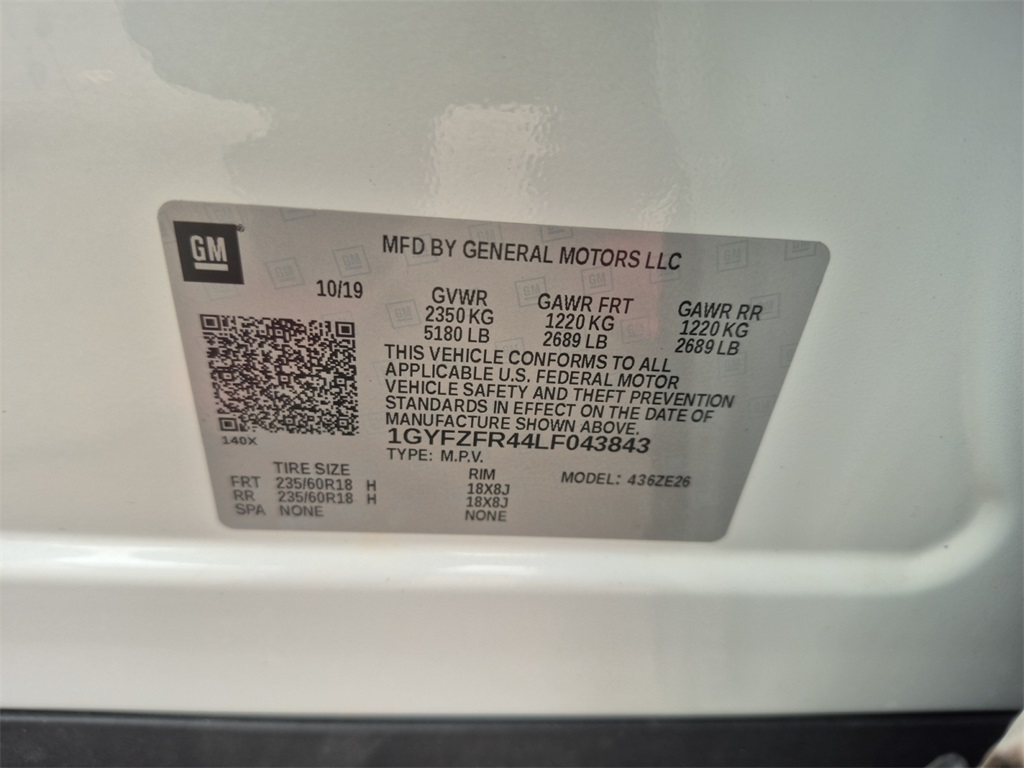 GM
MFD BY GENERAL MOTORS LLC
10/19
GVWR GAWR FRT GAWR RR
2350 KG 1220 KG 1220 KG
5180 LB 2689 LB 2689 LB
THIS VEHICLE CONFORMS TO ALL
APPLICABLE U.S. FEDERAL MOTOR
VEHICLE SAFETY AND THEFT PREVENTION
STANDARDS IN EFFECT ON THE DATE OF
MANUFACTURE SHOWN ABOVE.
140X
1GYFZFR44LF043843
TYPE: M.P.V.
TIRE SIZE RIM MODEL: 436ZE26
FRT 235/60R18 H 18X8J
RR 235/60R18 H 18X8J
SPA NONE NONE